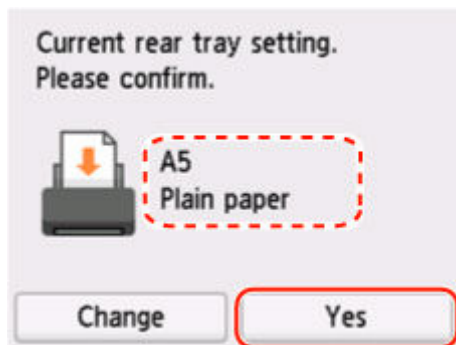 Current rear tray setting.
Please confirm.
A5
Plain paper
Change
Yes